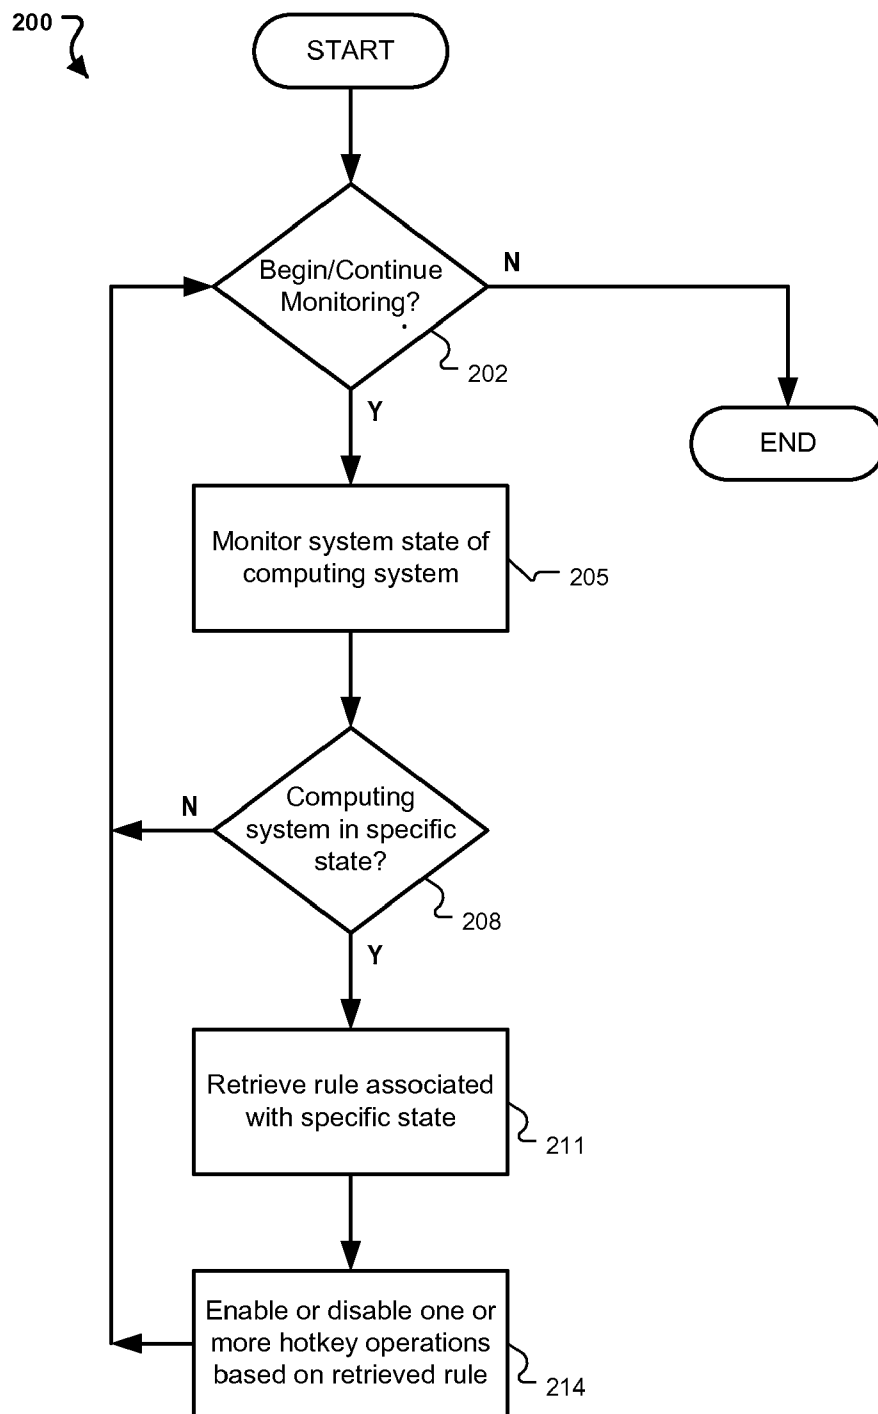 200
START
Begin/Continue
Monitoring?
N
202
Y
END
Monitor system state of
computing system
205
Computing
system in specific
state?
N
208
Y
Retrieve rule associated
with specific state
211
Enable or disable one or
more hotkey operations
based on retrieved rule
214